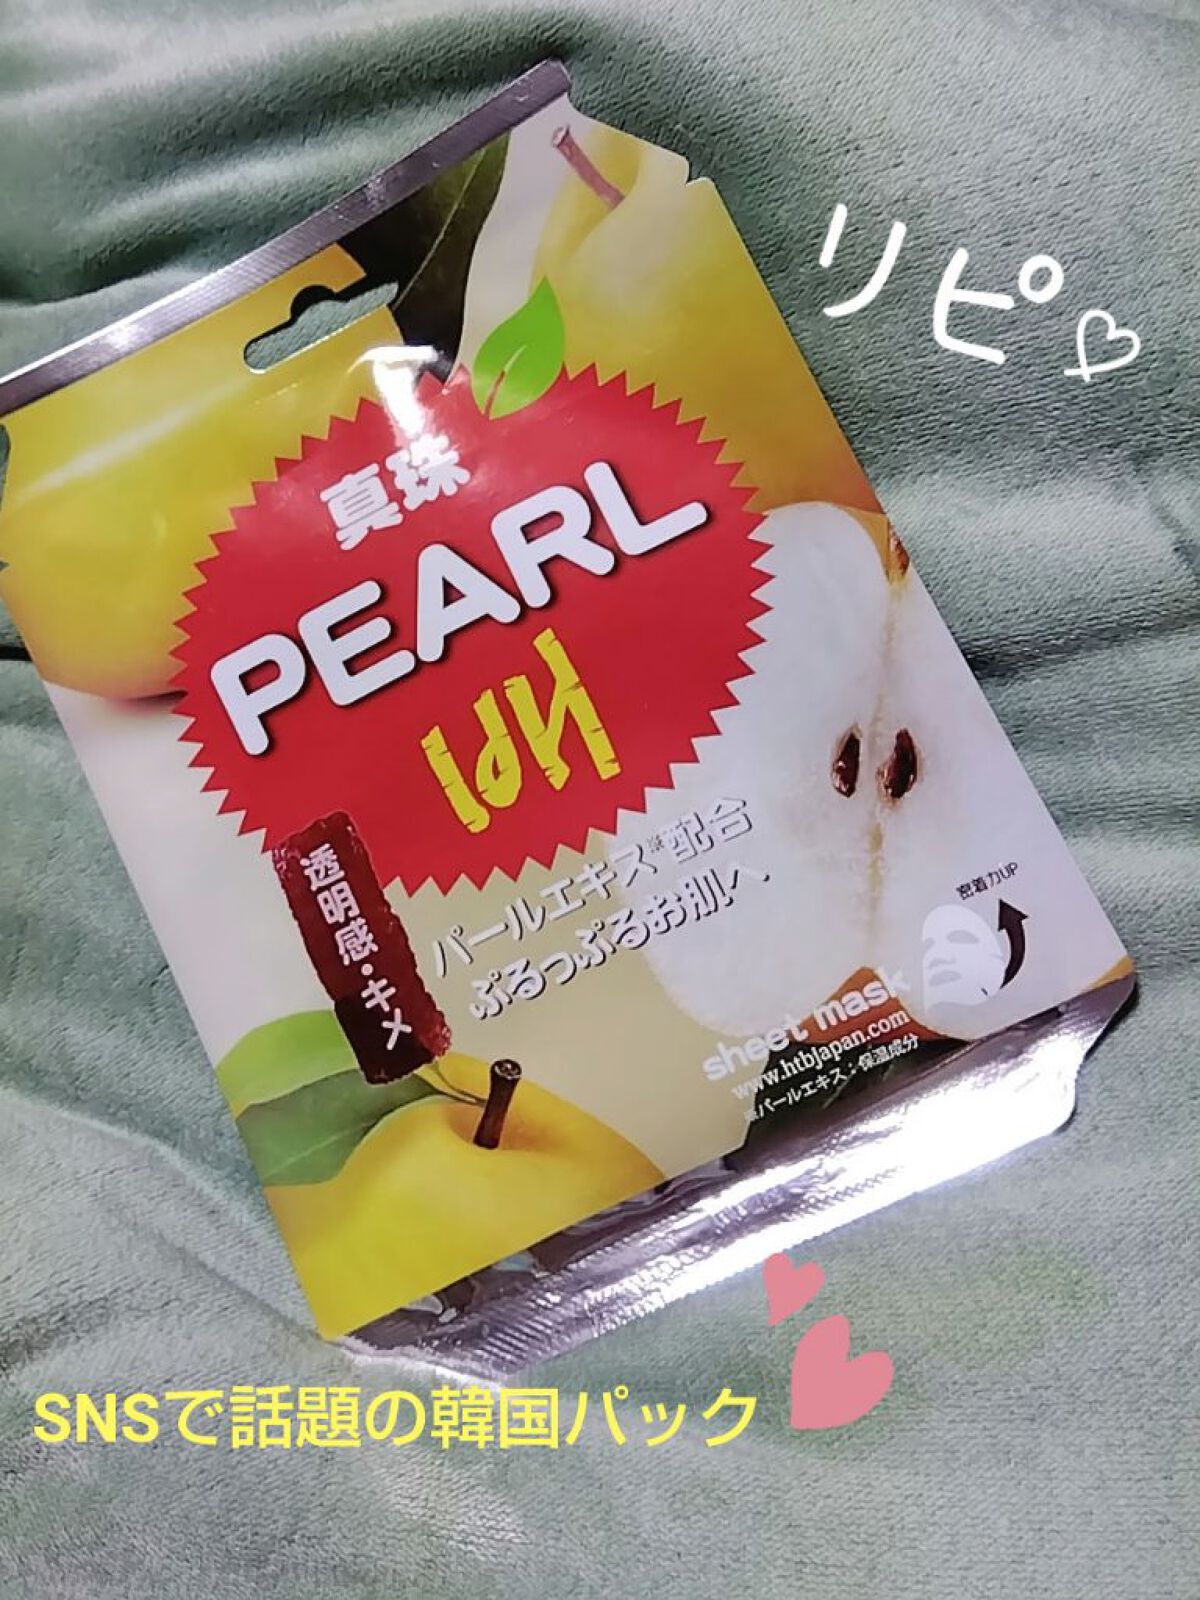 リピ♡
真珠
PEARL
배
透明感・キメ
パールエキス※配合
ぷるっぷるお肌へ
密着力UP
sheet mask
www.htbjapan.com
※パールエキス：保湿成分
SNSで話題の韓国パック